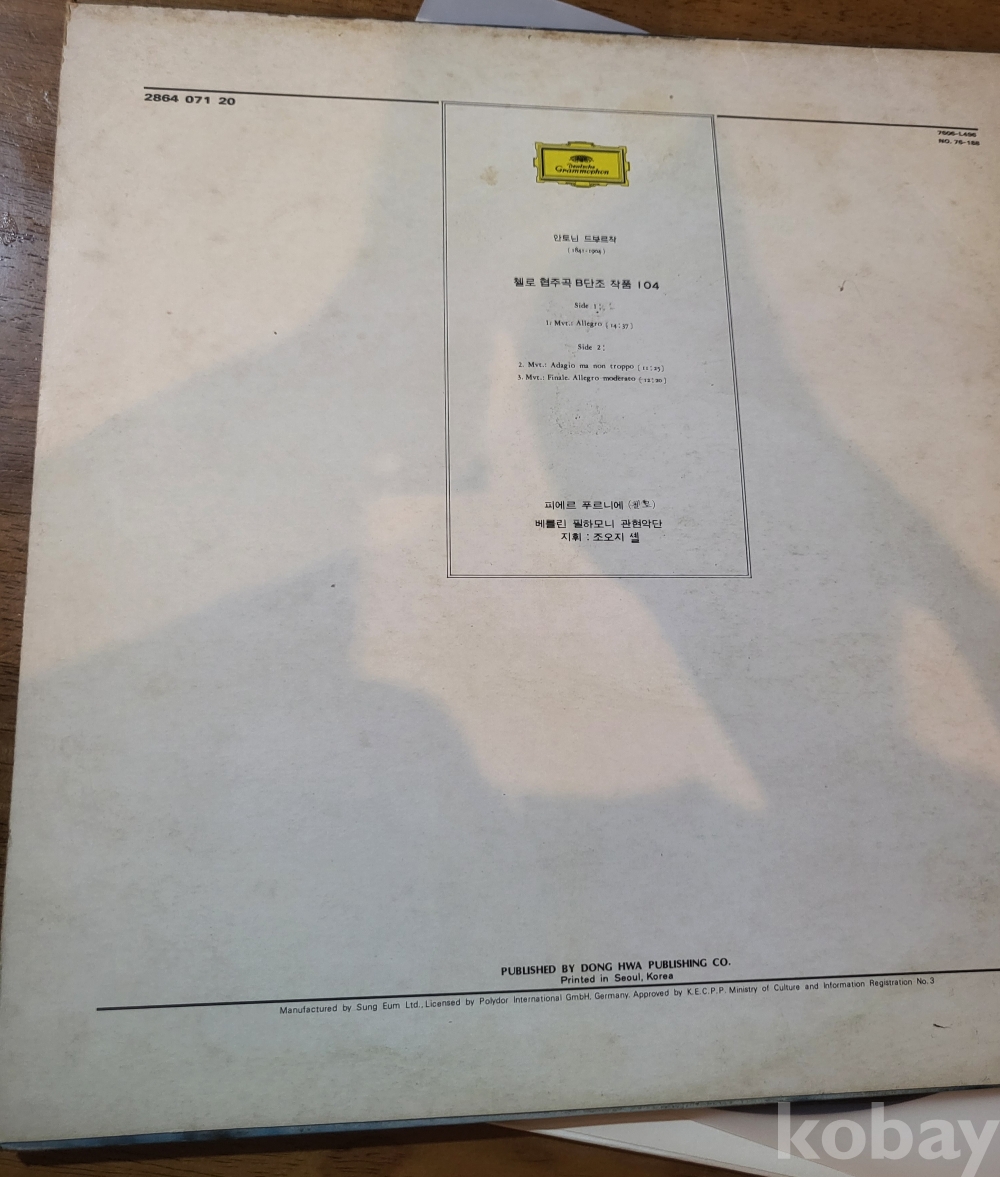 2864 071 20
7606-L456
NO. 76-188
Deutsche
Grammophon
안토닌 드보르작
(1841-1904)
첼로 협주곡 B단조 작품 104
Side 1:
1: Mvt.: Allegro (14:37)
Side 2:
2. Mvt.: Adagio ma non troppo (11:25)
3. Mvt.: Finale. Allegro moderato (12:20)
피에르 푸르니에 (첼로)
베를린 필하모니 관현악단
지휘 : 조오지 셀
PUBLISHED BY DONG HWA PUBLISHING CO.
Printed in Seoul, Korea
Manufactured by Sung Eum Ltd., Licensed by Polydor International GmbH, Germany. Approved by K.E.C.P.P. Ministry of Culture and Information Registration No. 3
kobay